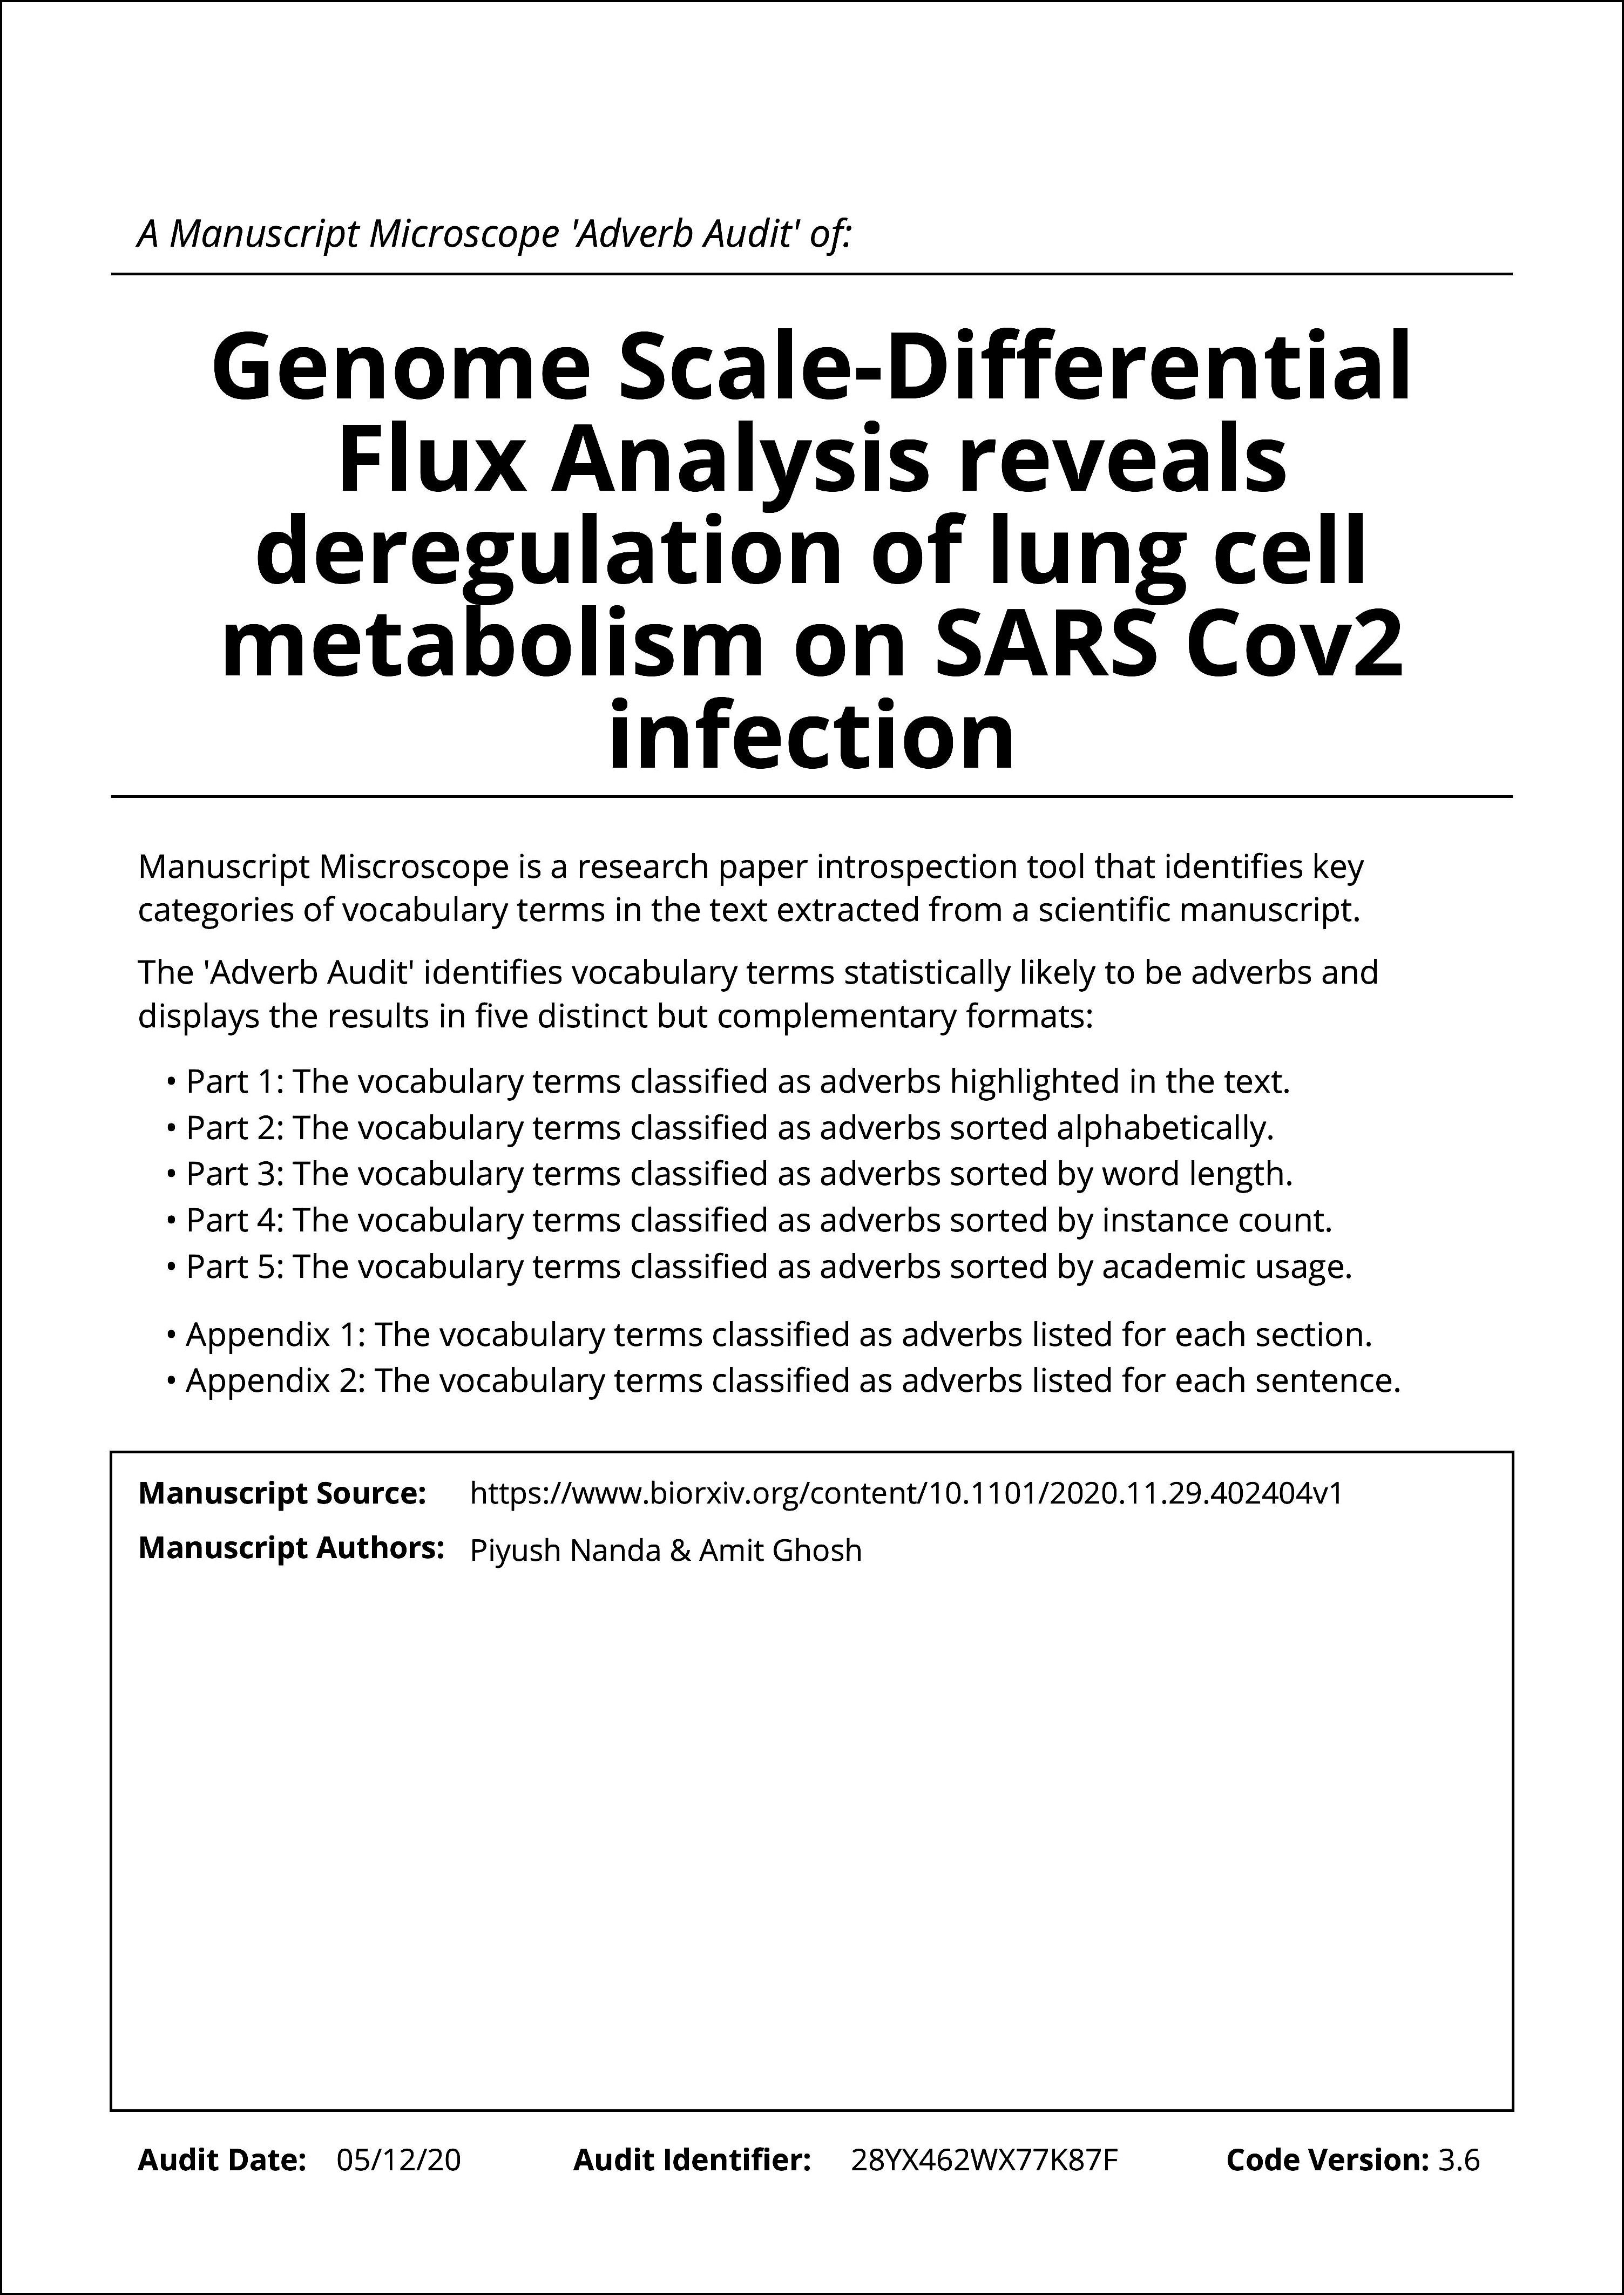 A Manuscript Microscope 'Adverb Audit' of:
Genome Scale-Differential
Flux Analysis reveals
deregulation of lung cell
metabolism on SARS Cov2
infection
Manuscript Miscroscope is a research paper introspection tool that identifies key
categories of vocabulary terms in the text extracted from a scientific manuscript.
The 'Adverb Audit' identifies vocabulary terms statistically likely to be adverbs and
displays the results in five distinct but complementary formats:
• Part 1: The vocabulary terms classified as adverbs highlighted in the text.
• Part 2: The vocabulary terms classified as adverbs sorted alphabetically.
• Part 3: The vocabulary terms classified as adverbs sorted by word length.
• Part 4: The vocabulary terms classified as adverbs sorted by instance count.
• Part 5: The vocabulary terms classified as adverbs sorted by academic usage.
• Appendix 1: The vocabulary terms classified as adverbs listed for each section.
• Appendix 2: The vocabulary terms classified as adverbs listed for each sentence.
Manuscript Source: https://www.biorxiv.org/content/10.1101/2020.11.29.402404v1
Manuscript Authors: Piyush Nanda & Amit Ghosh
Audit Date: 05/12/20 Audit Identifier: 28YX462WX77K87F Code Version: 3.6